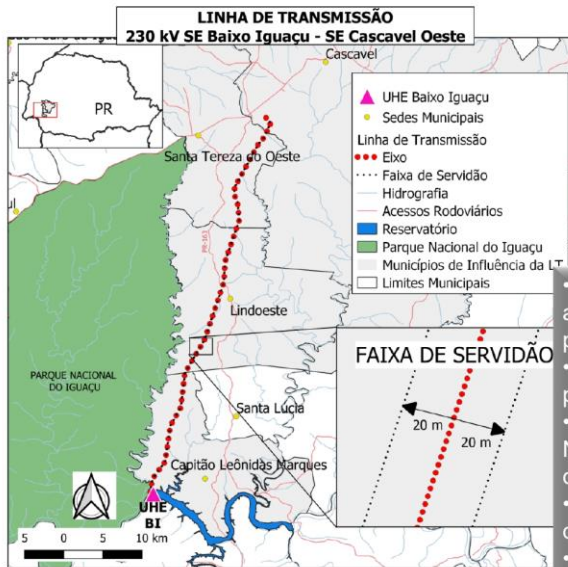 LINHA DE TRANSMISSÃO
230 kV SE Baixo Iguaçu - SE Cascavel Oeste
Cascavel
PR
UHE Baixo Iguaçu
Sedes Municipais
Linha de Transmissão
Eixo
Faixa de Servidão
Hidrografia
Acessos Rodoviários
Reservatório
Parque Nacional do Iguaçu
Municípios de Influência da LT
Limites Municipais
Santa Tereza do Oeste
PR-163
Lindoeste
FAIXA DE SERVIDÃO
20 m
20 m
PARQUE NACIONAL
DO IGUAÇU
Santa Lúcia
Capitão Leônidas Marques
UHE
BI
5 0 5 10 km